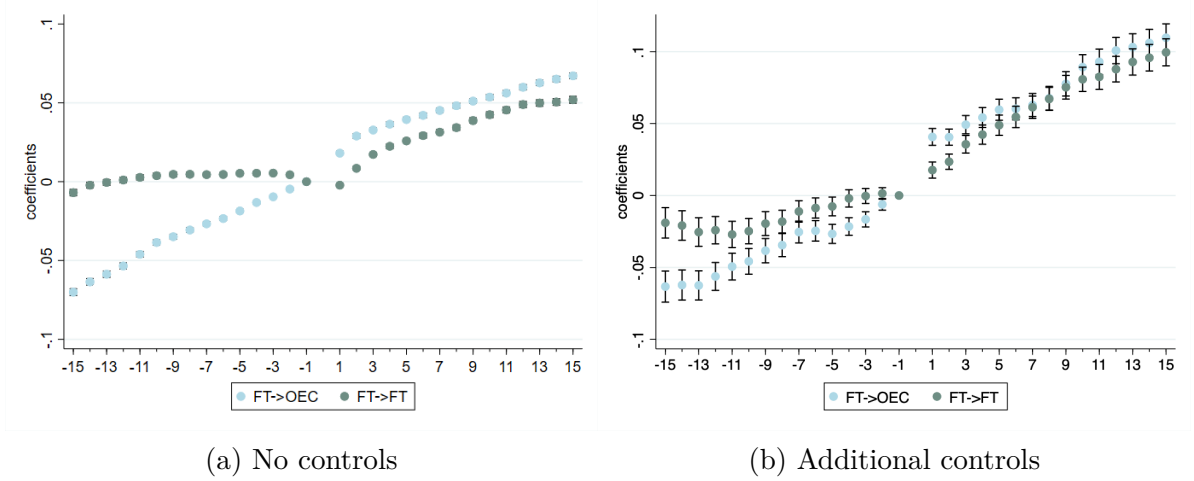 .1
.05
0
-.05
-.1
coefficients
-15 -13 -11 -9 -7 -5 -3 -1 1 3 5 7 9 11 13 15
FT->OEC FT->FT
(a) No controls
.1
.05
0
-.05
-.1
coefficients
-15 -13 -11 -9 -7 -5 -3 -1 1 3 5 7 9 11 13 15
FT->OEC FT->FT
(b) Additional controls